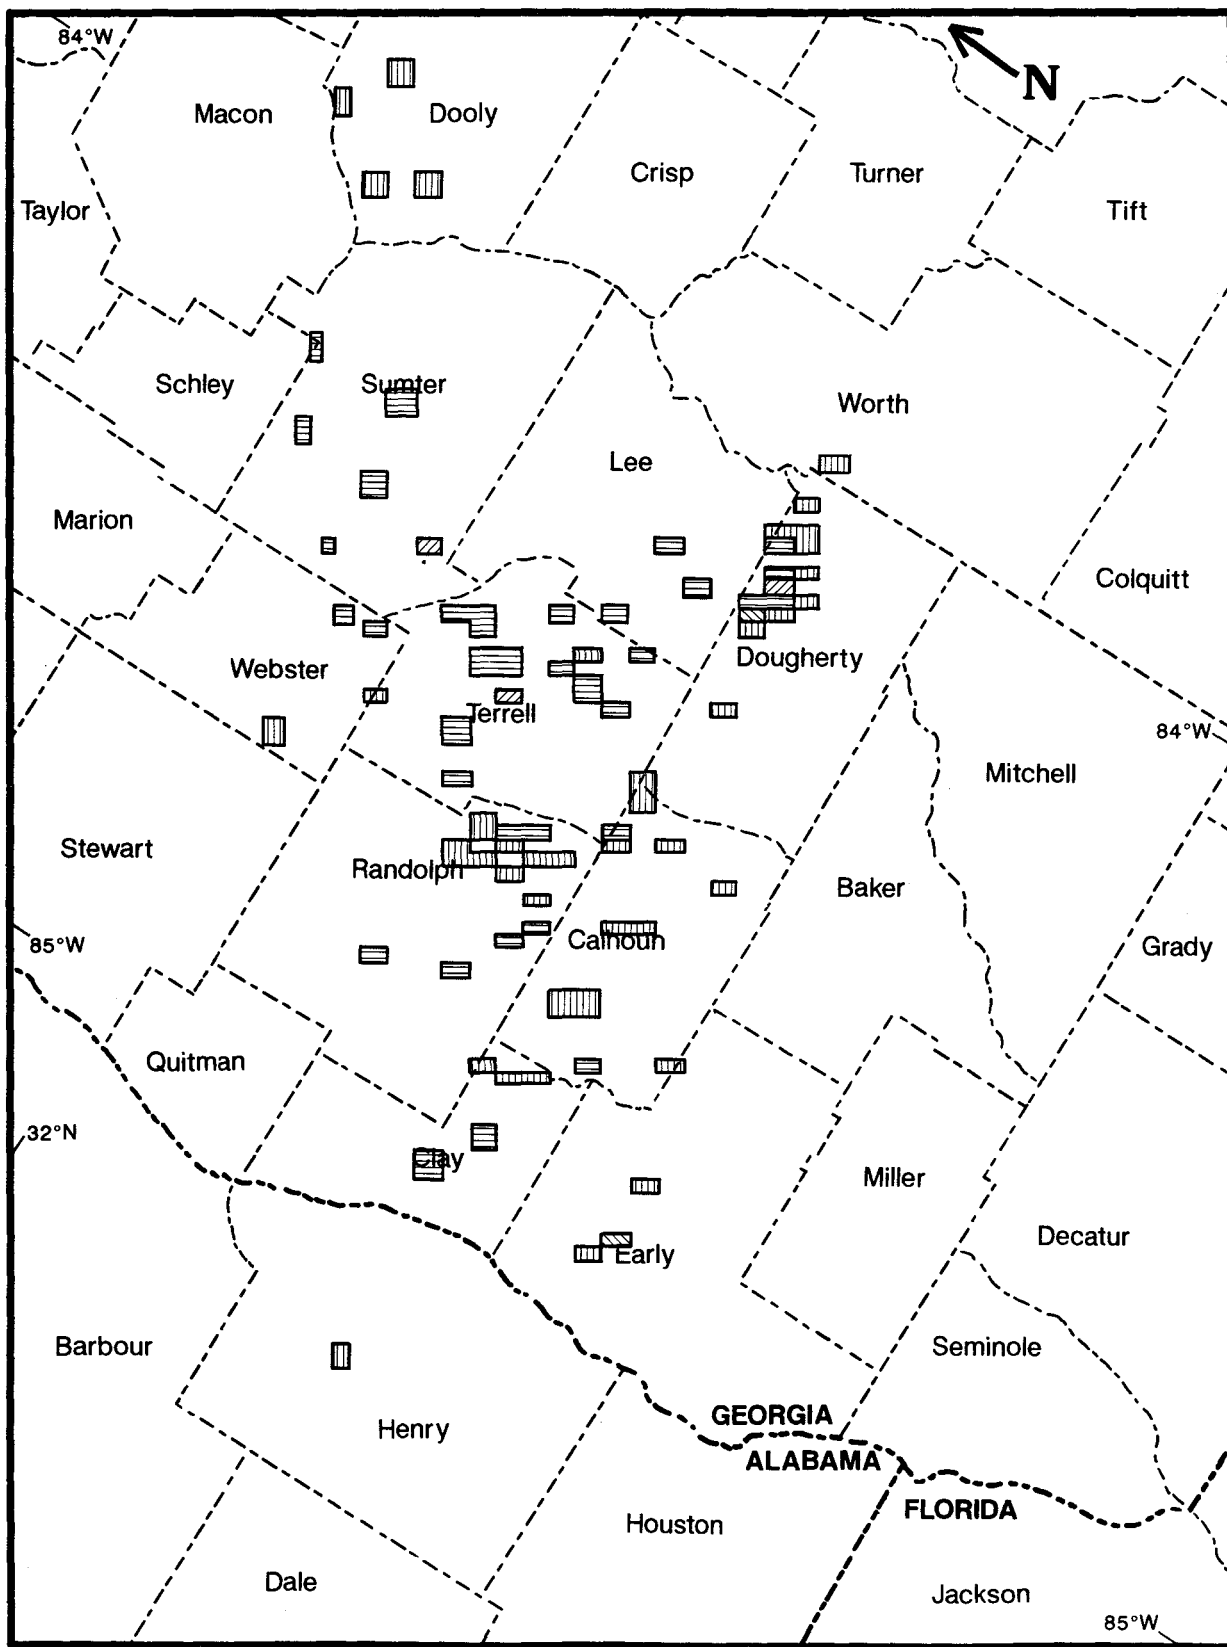 84°W
N
Macon
Dooly
Crisp
Turner
Taylor
Tift
Schley
Sumter
Worth
Lee
Marion
Colquitt
Webster
Dougherty
Terrell
84°W
Mitchell
Stewart
Randolph
Baker
85°W
Calhoun
Grady
Quitman
32°N
Clay
Miller
Decatur
Early
Barbour
Seminole
GEORGIA
Henry
ALABAMA
FLORIDA
Houston
Dale
Jackson
85°W